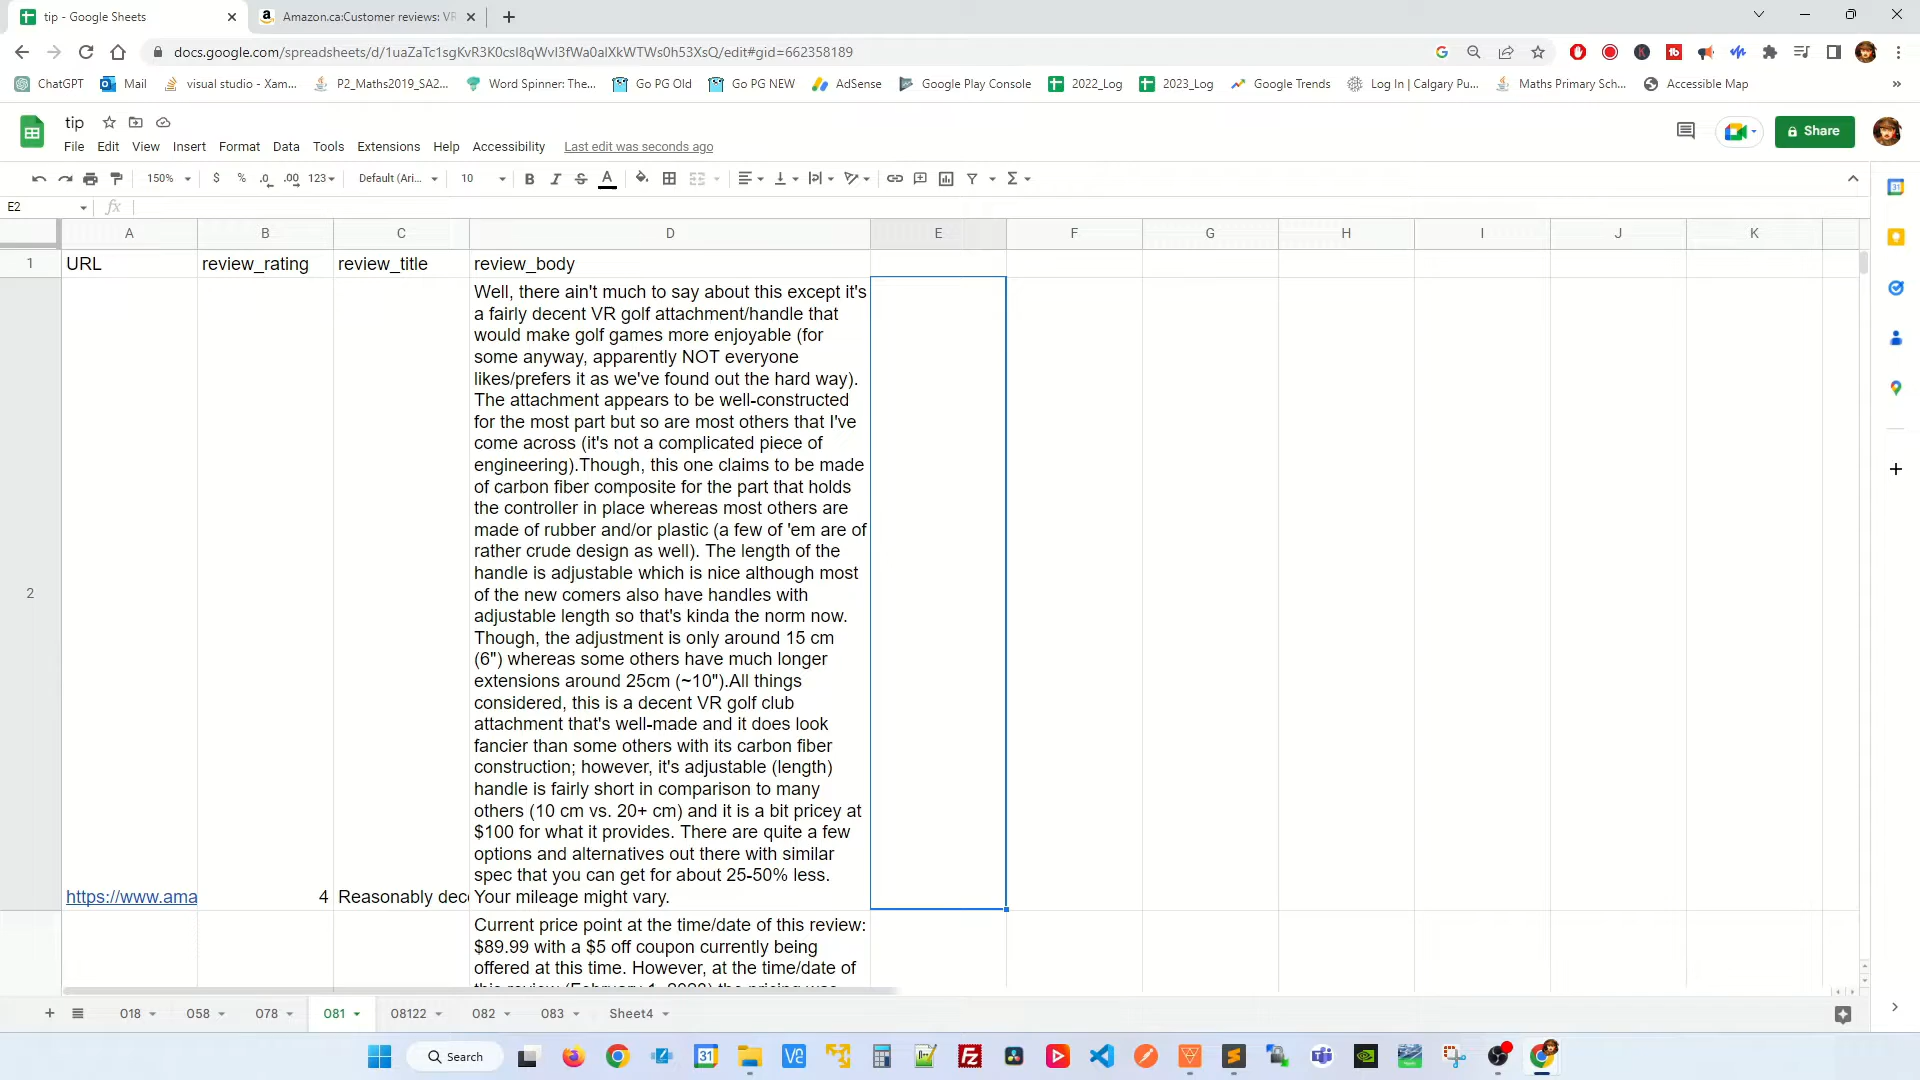 tip - Google Sheets
Amazon.ca:Customer reviews: VR
docs.google.com/spreadsheets/d/1uaZaTc1sgKvR3K0csI8qWvI3fWa0aIXkWTWs0h53XsQ/edit#gid=662358189
ChatGPT Mail visual studio - Xam... P2_Maths2019_SA2... Word Spinner: The... Go PG Old Go PG NEW AdSense Google Play Console 2022_Log 2023_Log Google Trends Log In | Calgary Pu... Maths Primary Sch... Accessible Map
tip
File Edit View Insert Format Data Tools Extensions Help Accessibility Last edit was seconds ago
Share
150% $ % .0 .00 123 Default (Ari... 10 B I S A
E2 fx
A B C D E F G H I J K
1 URL review_rating review_title review_body
Well, there ain't much to say about this except it's
a fairly decent VR golf attachment/handle that
would make golf games more enjoyable (for
some anyway, apparently NOT everyone
likes/prefers it as we've found out the hard way).
The attachment appears to be well-constructed
for the most part but so are most others that I've
come across (it's not a complicated piece of
engineering).Though, this one claims to be made
of carbon fiber composite for the part that holds
the controller in place whereas most others are
made of rubber and/or plastic (a few of 'em are of
rather crude design as well). The length of the
handle is adjustable which is nice although most
2 of the new comers also have handles with
adjustable length so that's kinda the norm now.
Though, the adjustment is only around 15 cm
(6") whereas some others have much longer
extensions around 25cm (~10").All things
considered, this is a decent VR golf club
attachment that's well-made and it does look
fancier than some others with its carbon fiber
construction; however, it's adjustable (length)
handle is fairly short in comparison to many
others (10 cm vs. 20+ cm) and it is a bit pricey at
$100 for what it provides. There are quite a few
options and alternatives out there with similar
spec that you can get for about 25-50% less.
https://www.ama 4 Reasonably dec Your mileage might vary.
Current price point at the time/date of this review:
$89.99 with a $5 off coupon currently being
offered at this time. However, at the time/date of
018 058 078 081 08122 082 083 Sheet4
Search